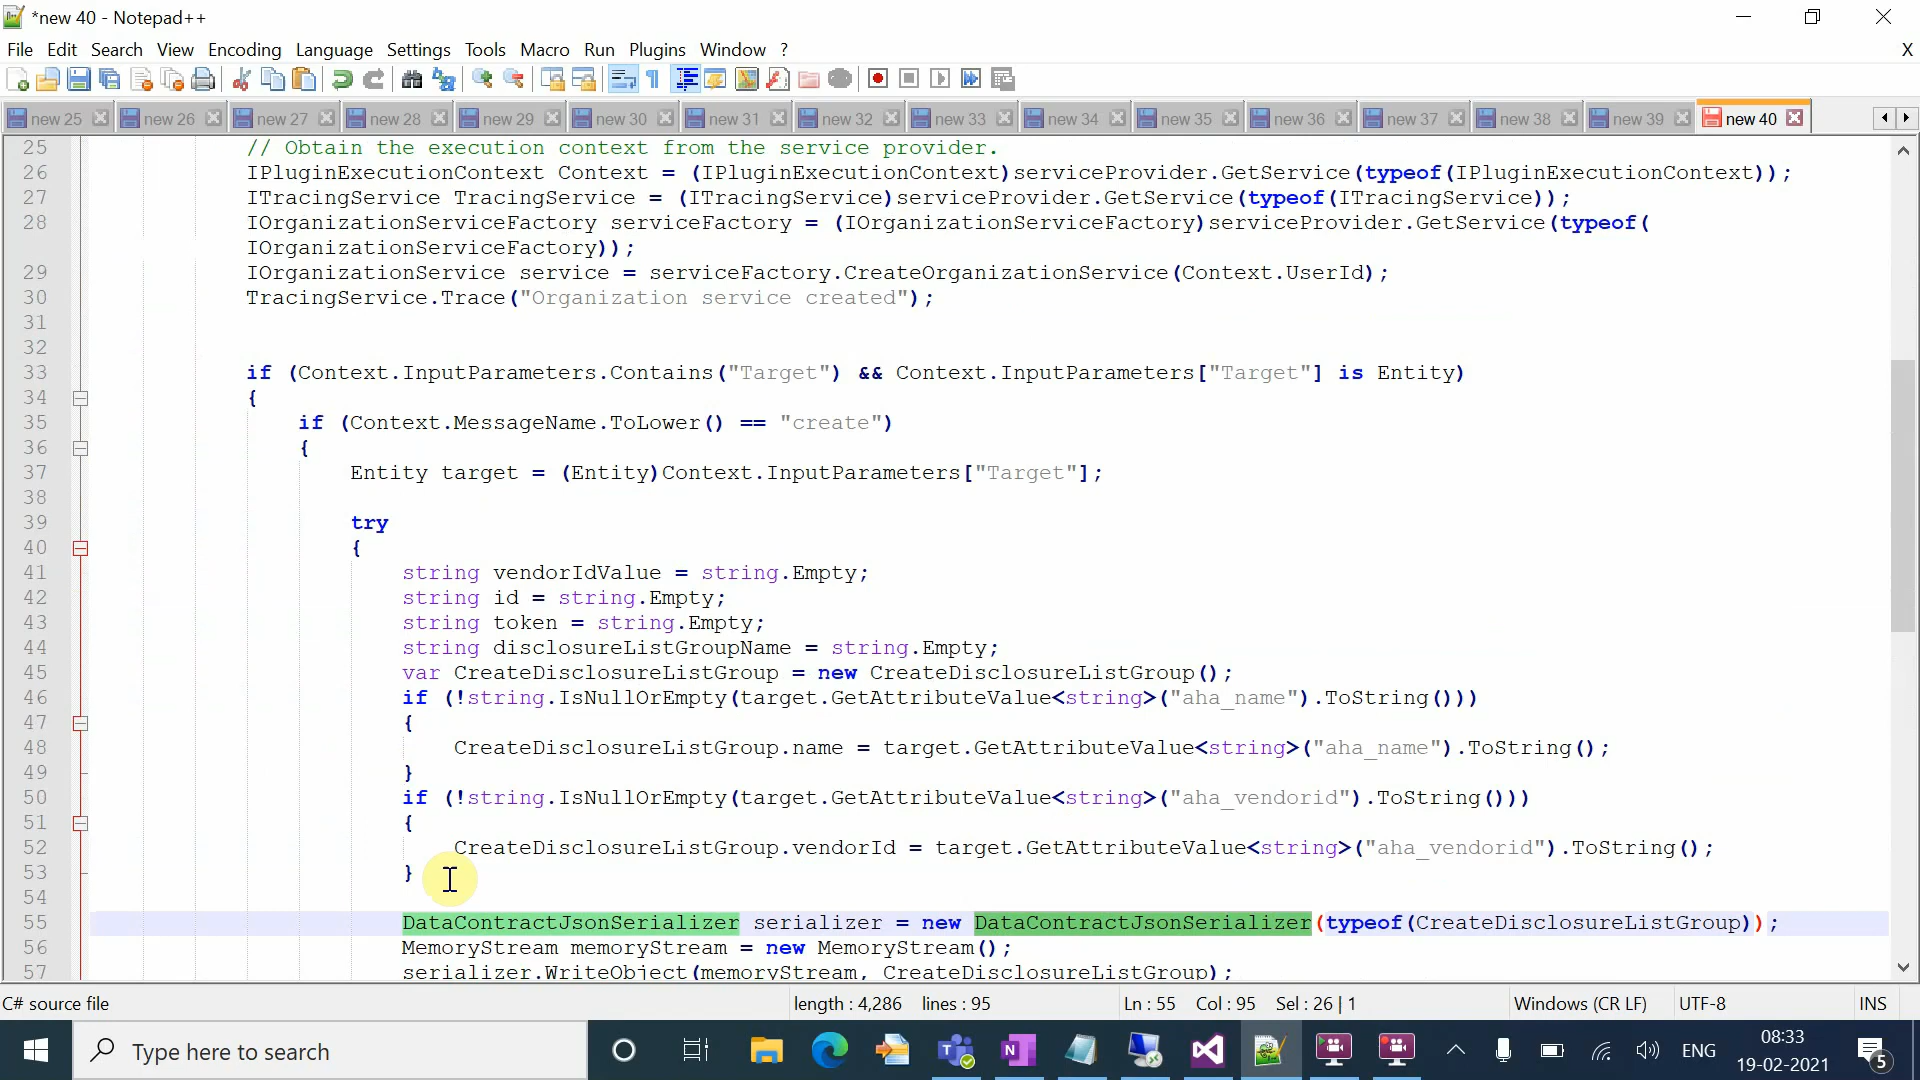 *new 40 - Notepad++
File Edit Search View Encoding Language Settings Tools Macro Run Plugins Window ? X
new 25 new 26 new 27 new 28 new 29 new 30 new 31 new 32 new 33 new 34 new 35 new 36 new 37 new 38 new 39 new 40
25 // Obtain the execution context from the service provider.
26 IPluginExecutionContext Context = (IPluginExecutionContext)serviceProvider.GetService(typeof(IPluginExecutionContext));
27 ITracingService TracingService = (ITracingService)serviceProvider.GetService(typeof(ITracingService));
28 IOrganizationServiceFactory serviceFactory = (IOrganizationServiceFactory)serviceProvider.GetService(typeof(
IOrganizationServiceFactory));
29 IOrganizationService service = serviceFactory.CreateOrganizationService(Context.UserId);
30 TracingService.Trace("Organization service created");
31
32
33 if (Context.InputParameters.Contains("Target") && Context.InputParameters["Target"] is Entity)
34 {
35 if (Context.MessageName.ToLower() == "create")
36 {
37 Entity target = (Entity)Context.InputParameters["Target"];
38
39 try
40 {
41 string vendorIdValue = string.Empty;
42 string id = string.Empty;
43 string token = string.Empty;
44 string disclosureListGroupName = string.Empty;
45 var CreateDisclosureListGroup = new CreateDisclosureListGroup();
46 if (!string.IsNullOrEmpty(target.GetAttributeValue<string>("aha_name").ToString()))
47 {
48 CreateDisclosureListGroup.name = target.GetAttributeValue<string>("aha_name").ToString();
49 }
50 if (!string.IsNullOrEmpty(target.GetAttributeValue<string>("aha_vendorid").ToString()))
51 {
52 CreateDisclosureListGroup.vendorId = target.GetAttributeValue<string>("aha_vendorid").ToString();
53 }
54
55 DataContractJsonSerializer serializer = new DataContractJsonSerializer(typeof(CreateDisclosureListGroup));
56 MemoryStream memoryStream = new MemoryStream();
57 serializer.WriteObject(memoryStream, CreateDisclosureListGroup);
C# source file length : 4,286 lines : 95 Ln : 55 Col : 95 Sel : 26 | 1 Windows (CR LF) UTF-8 INS
Type here to search ENG 08:33
19-02-2021 5